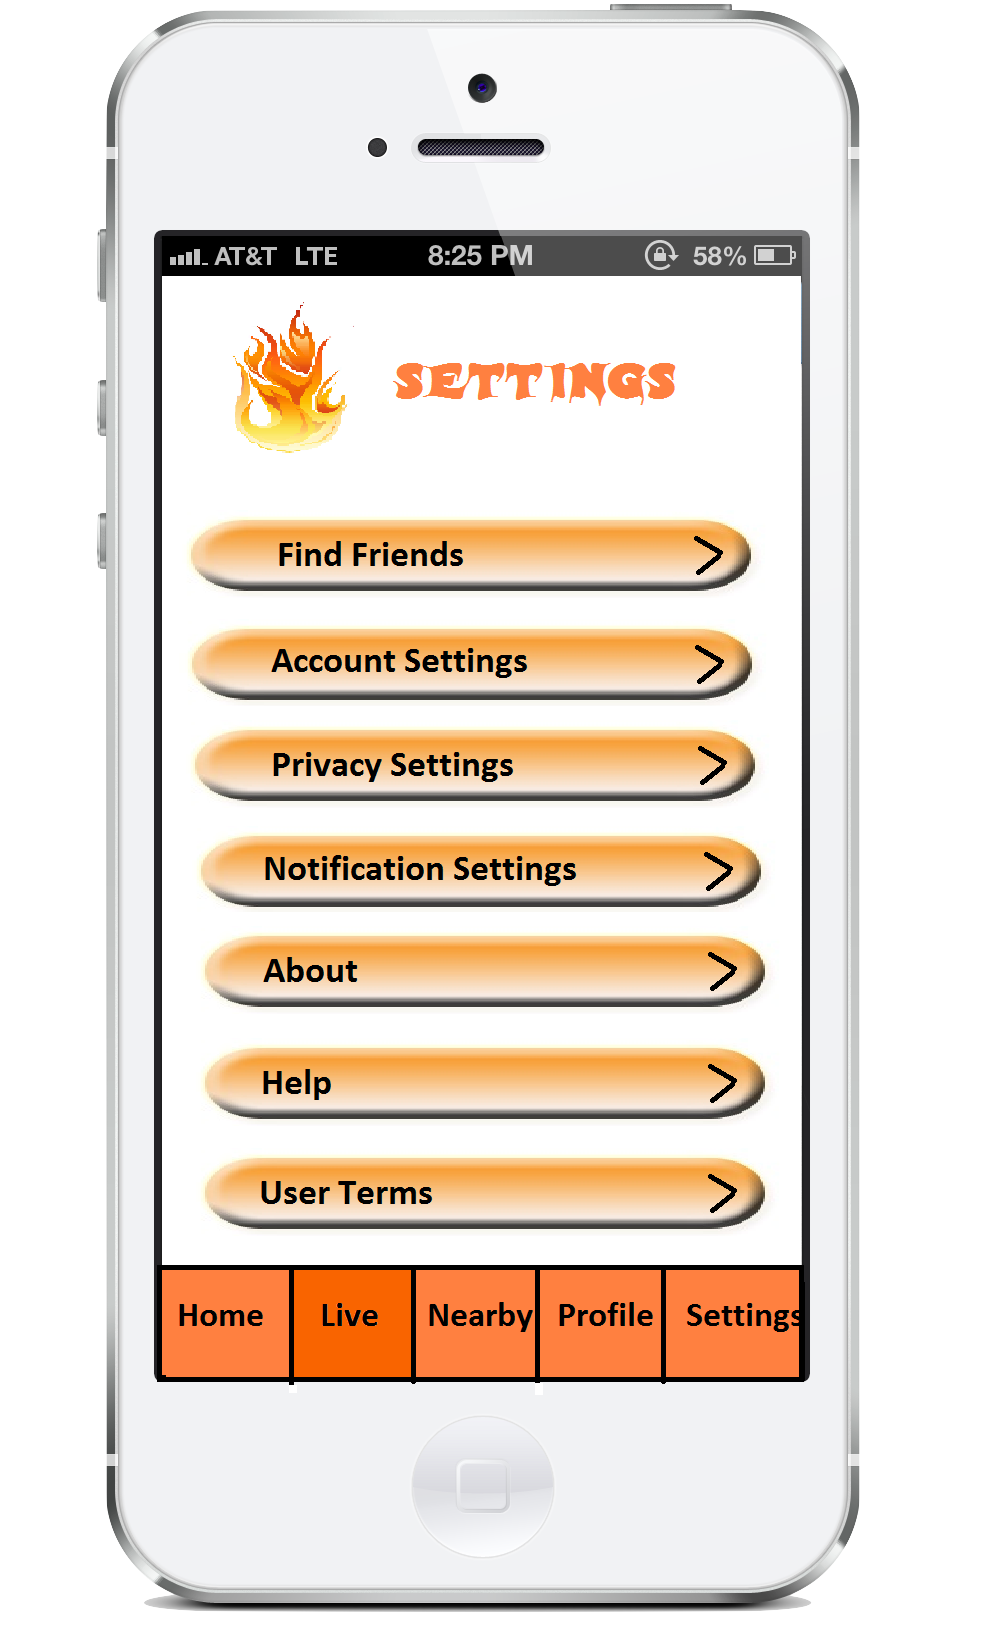 AT&T LTE 8:25 PM 58%
SETTINGS
Find Friends
Account Settings
Privacy Settings
Notification Settings
About
Help
User Terms
Home Live Nearby Profile Settings